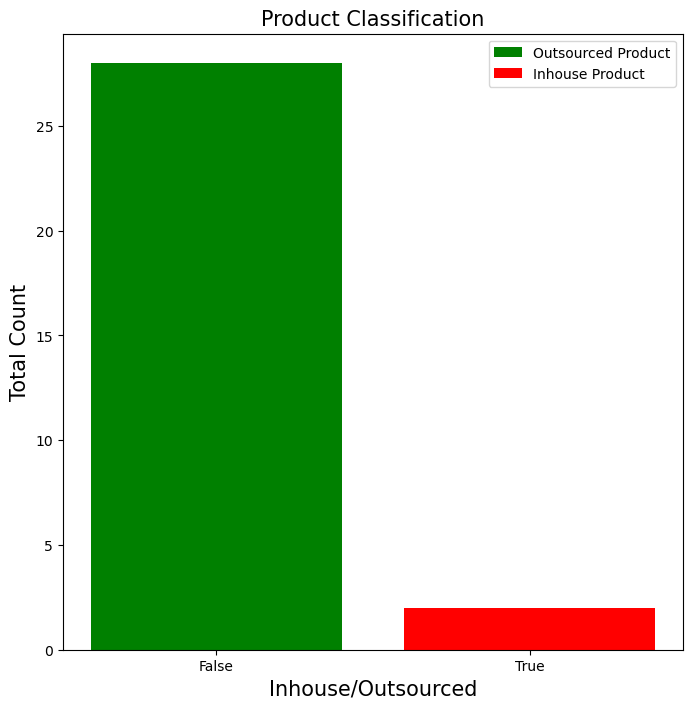 Product Classification
Outsourced Product
Inhouse Product
Total Count
25
20
15
10
5
0
False
True
Inhouse/Outsourced